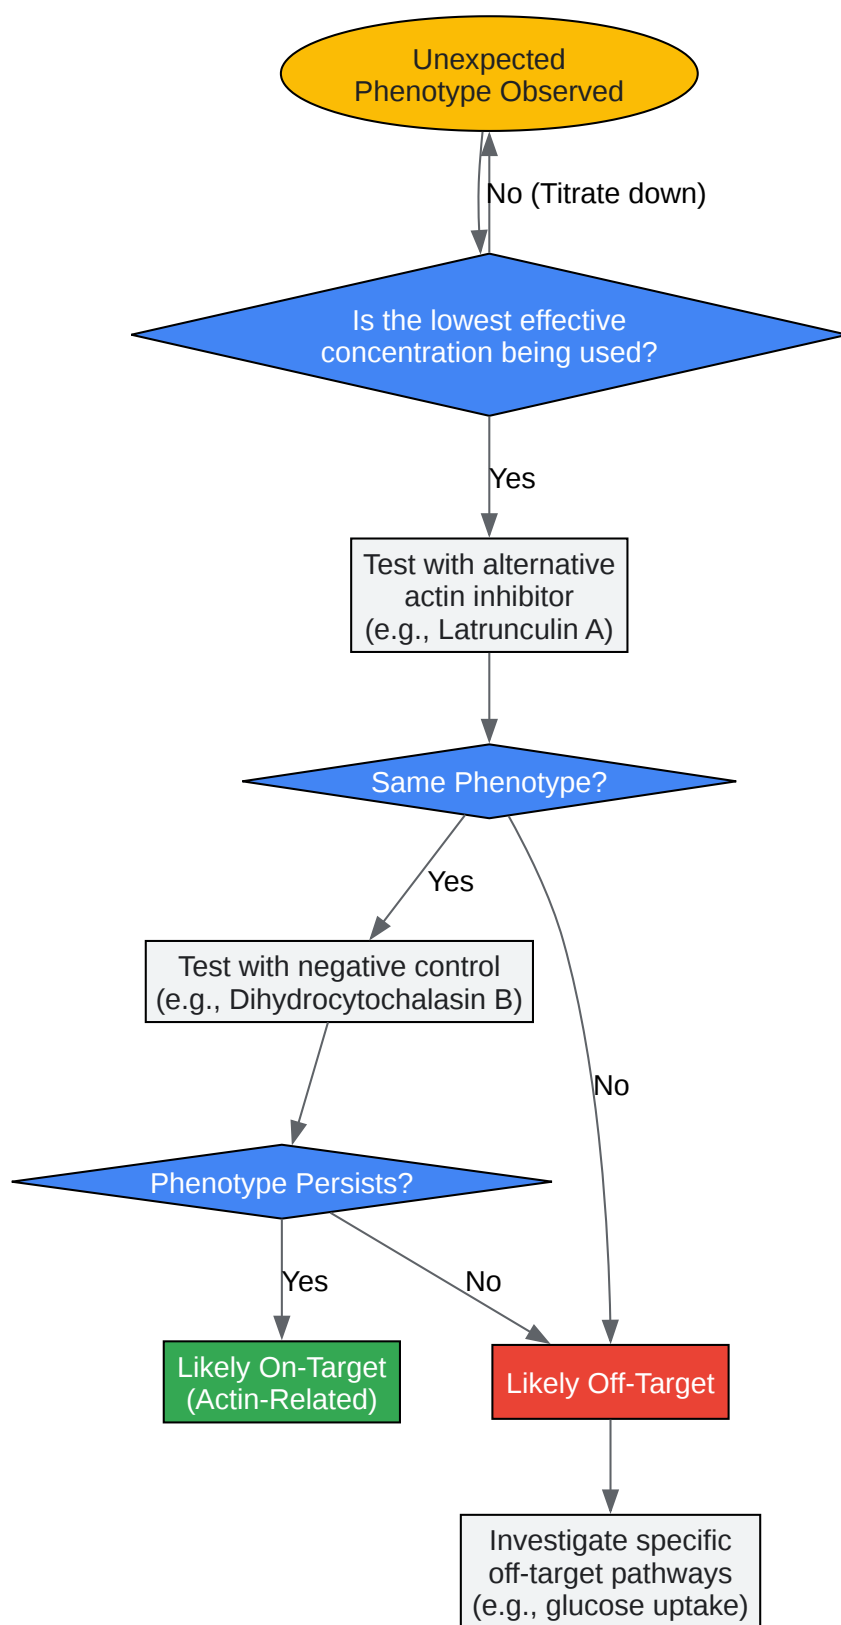 Unexpected
Phenotype Observed
No (Titrate down)
Is the lowest effective
concentration being used?
Yes
Test with alternative
actin inhibitor
(e.g., Latrunculin A)
Same Phenotype?
Yes
Test with negative control
(e.g., Dihydrocytochalasin B)
No
Phenotype Persists?
Yes
No
Likely On-Target
(Actin-Related)
Likely Off-Target
Investigate specific
off-target pathways
(e.g., glucose uptake)